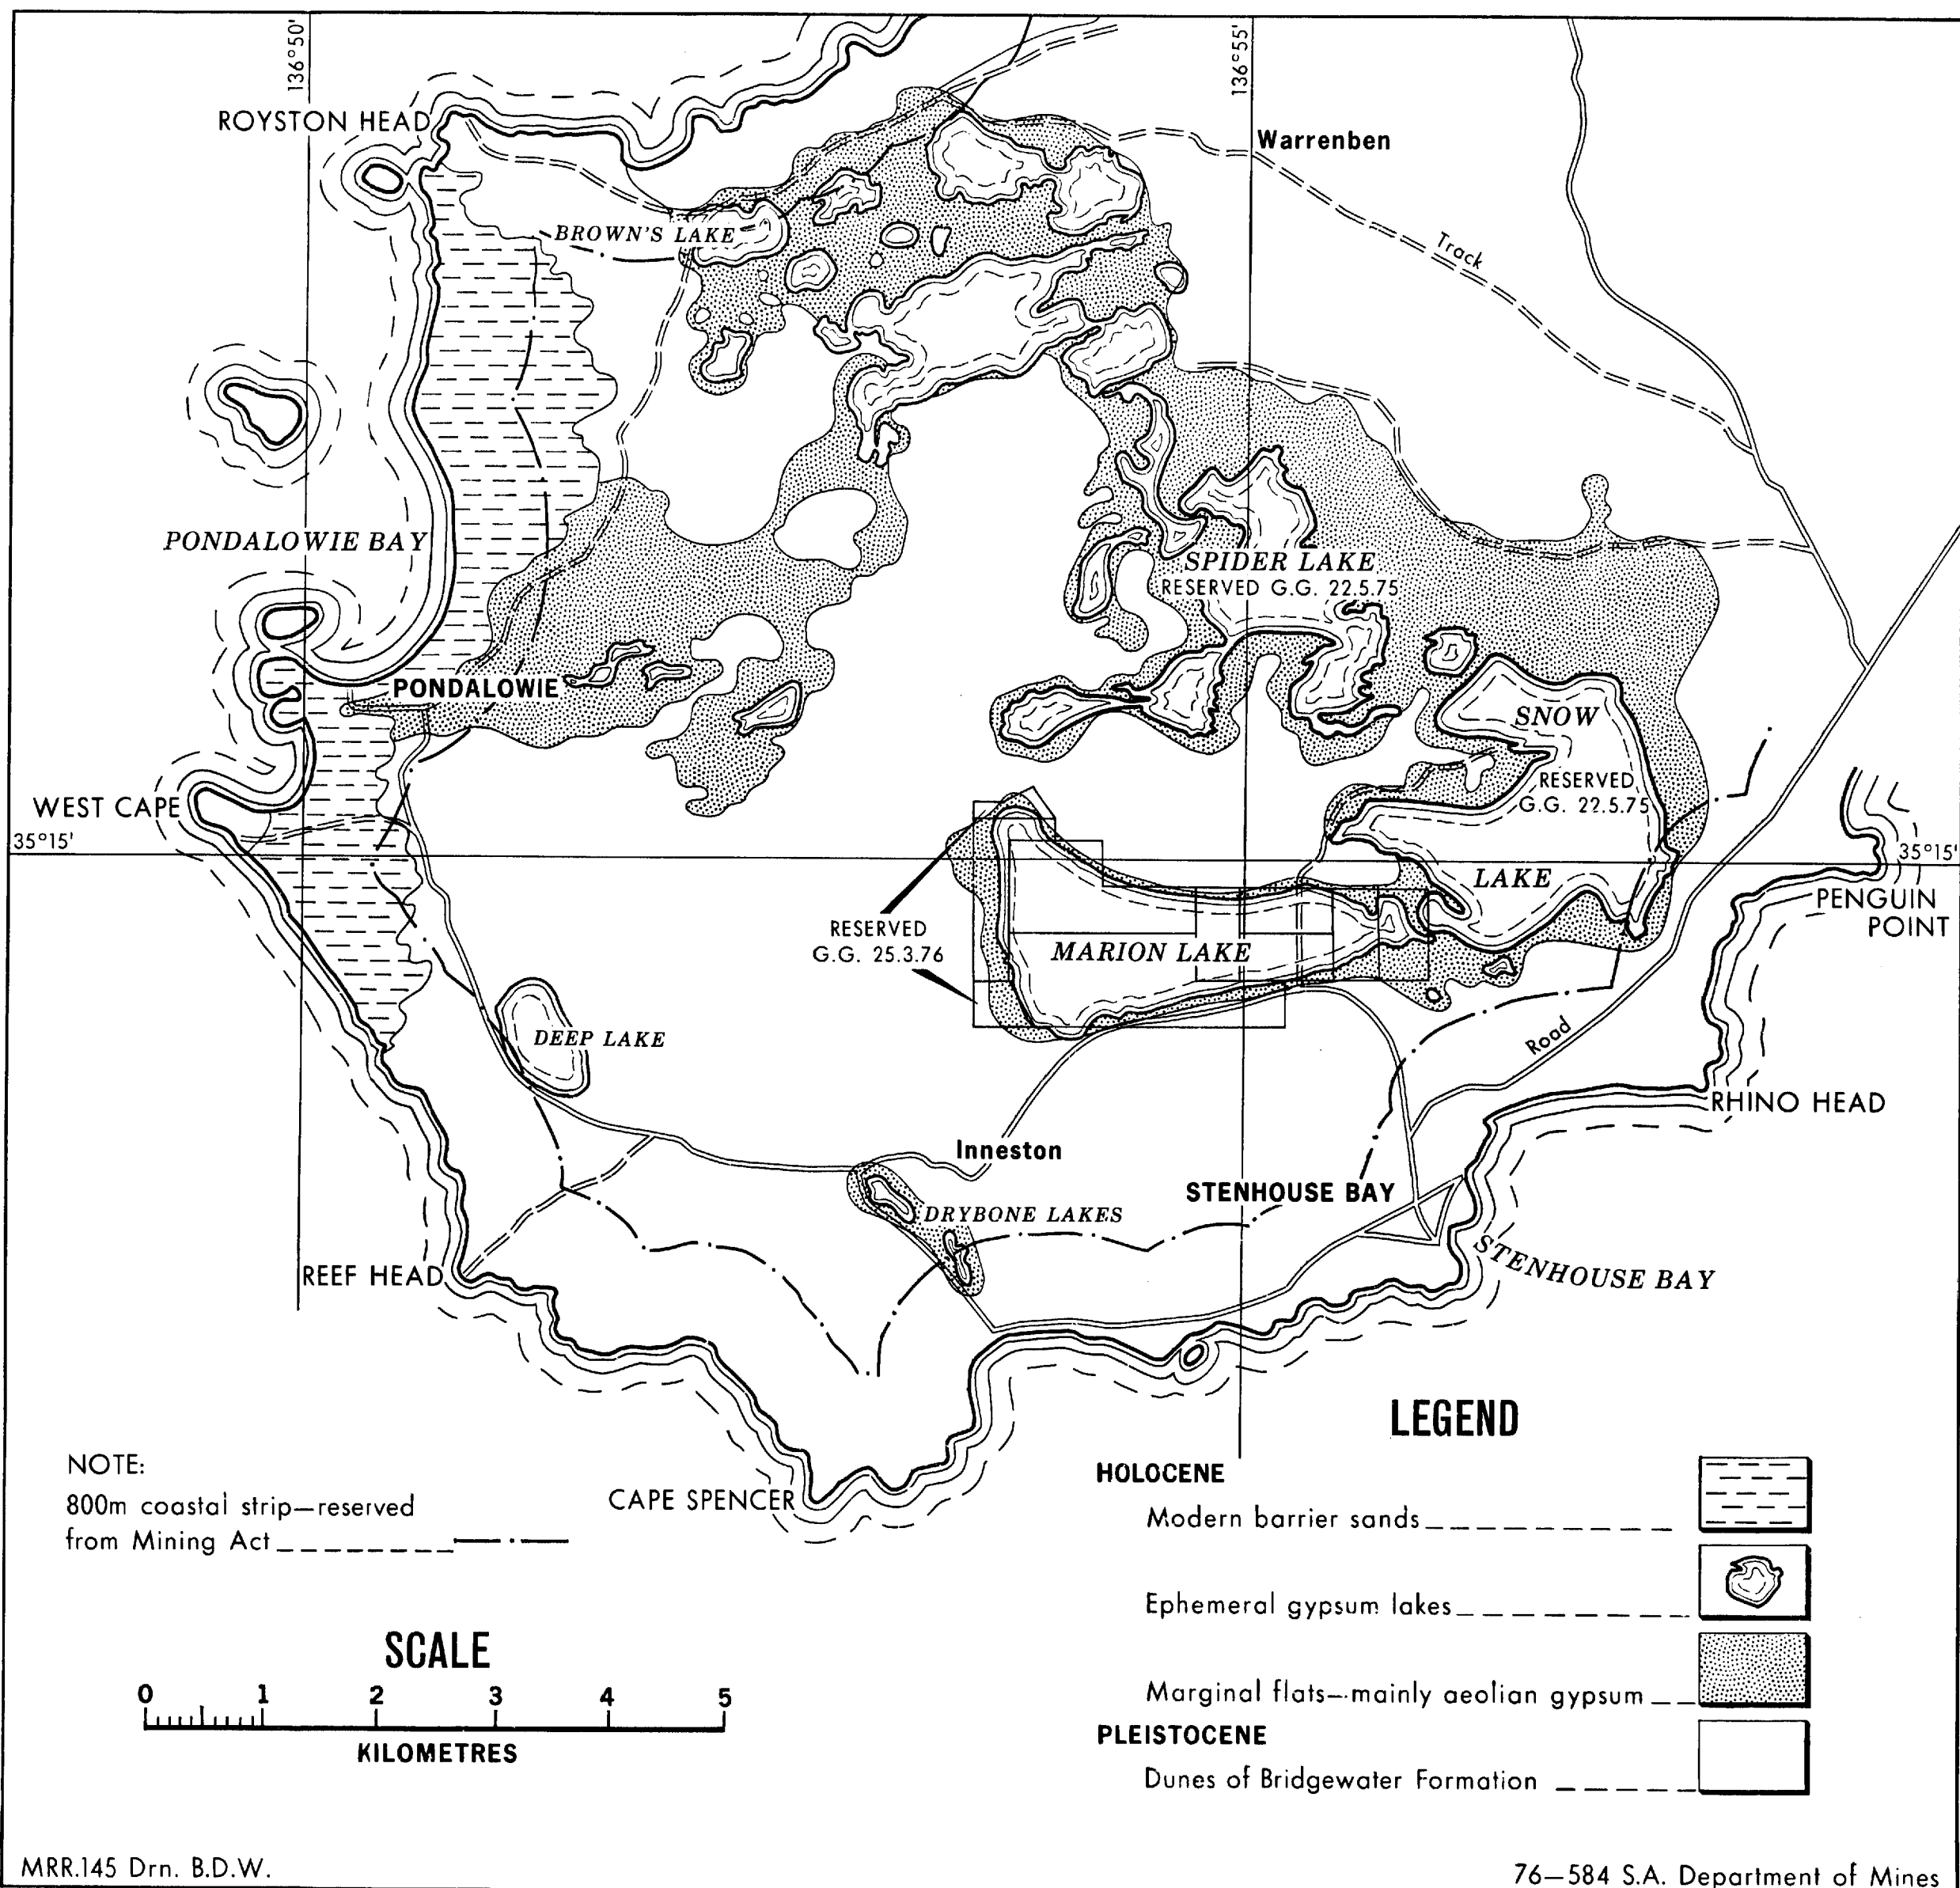 136°50'
136°55'
ROYSTON HEAD
Warrenben
BROWN'S LAKE
Track
PONDALOWIE BAY
SPIDER LAKE
RESERVED G.G. 22.5.75
PONDALOWIE
SNOW
RESERVED
G.G. 22.5.75
WEST CAPE
35°15'
35°15'
LAKE
PENGUIN
POINT
RESERVED
G.G. 25.3.76
MARION LAKE
DEEP LAKE
Road
RHINO HEAD
Inneston
STENHOUSE BAY
DRYBONE LAKES
STENHOUSE BAY
REEF HEAD
CAPE SPENCER
NOTE:
800m coastal strip—reserved
from Mining Act
SCALE
0 1 2 3 4 5
KILOMETRES
LEGEND
HOLOCENE
Modern barrier sands
Ephemeral gypsum lakes
Marginal flats—mainly aeolian gypsum
PLEISTOCENE
Dunes of Bridgewater Formation
MRR.145 Drn. B.D.W.
76—584 S.A. Department of Mines